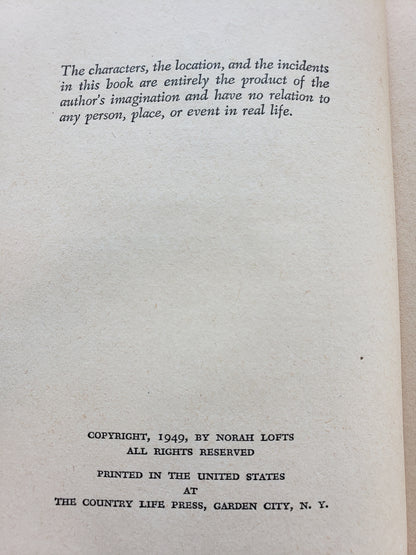 The characters, the location, and the incidents
in this book are entirely the product of the
author's imagination and have no relation to
any person, place, or event in real life.
COPYRIGHT, 1949, BY NORAH LOFTS
ALL RIGHTS RESERVED
PRINTED IN THE UNITED STATES
AT
THE COUNTRY LIFE PRESS, GARDEN CITY, N. Y.